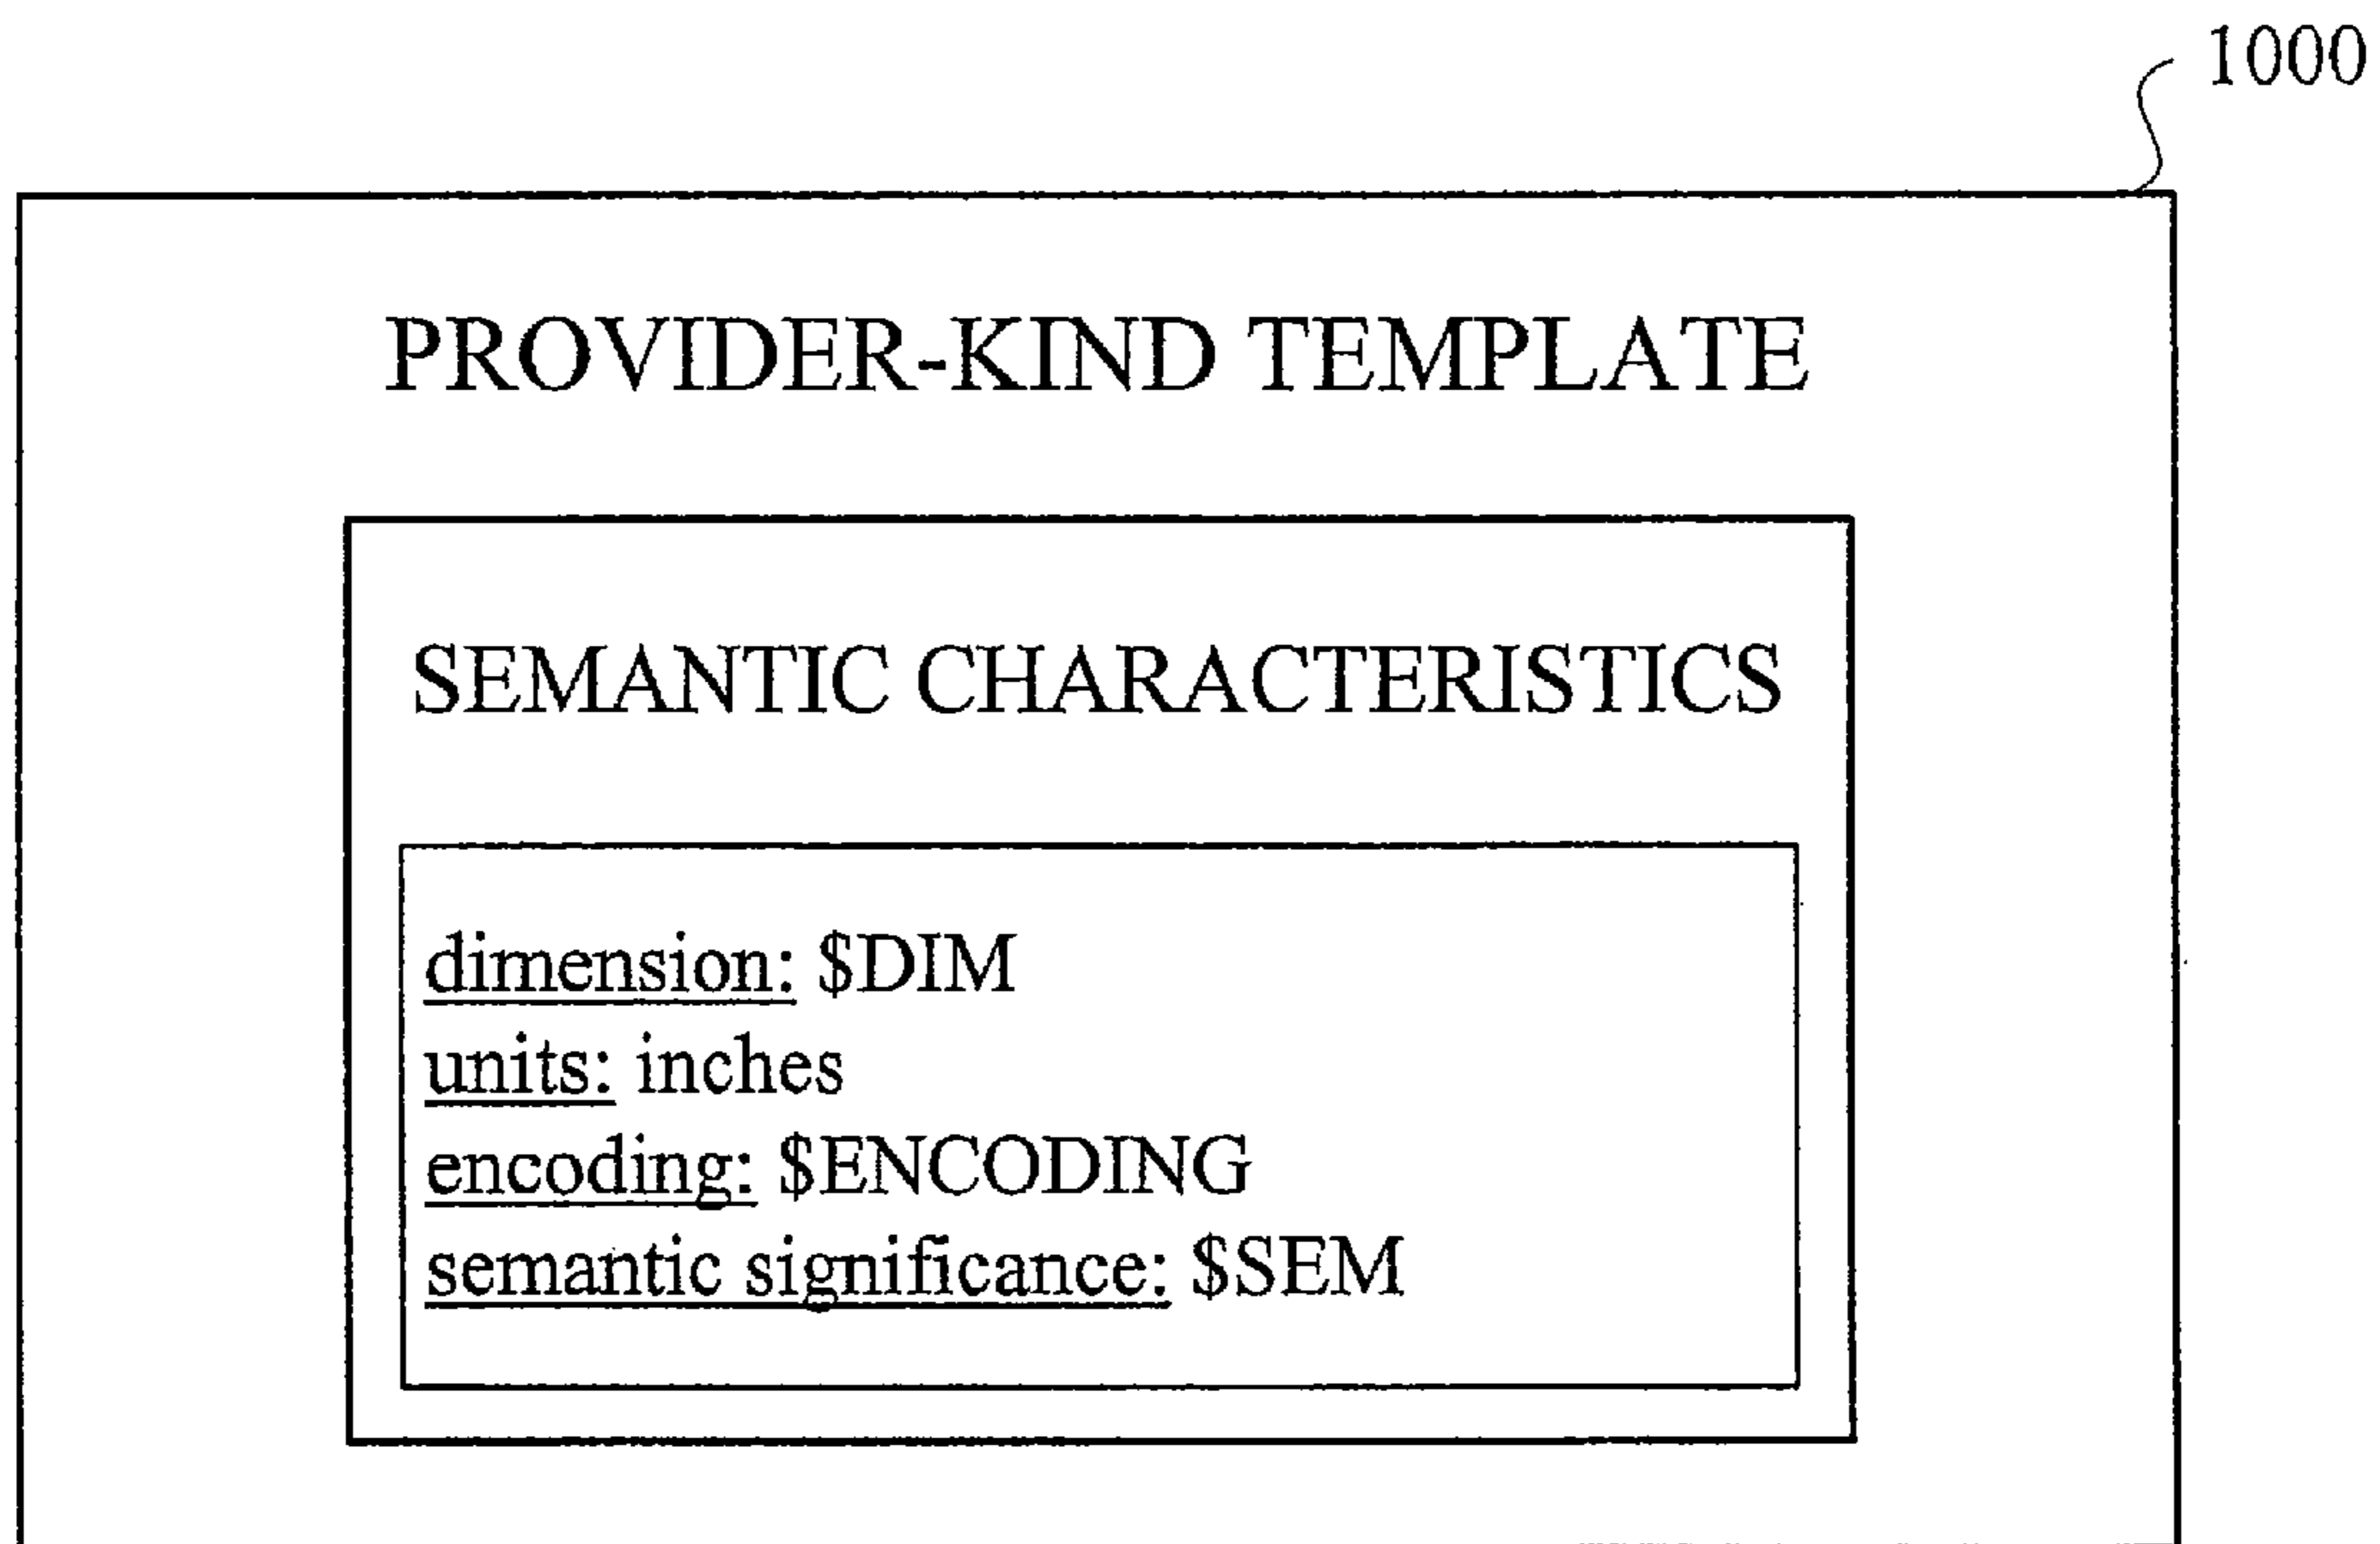 1000
PROVIDER-KIND TEMPLATE
SEMANTIC CHARACTERISTICS
dimension: $DIM
units: inches
encoding: $ENCODING
semantic significance: $SEM